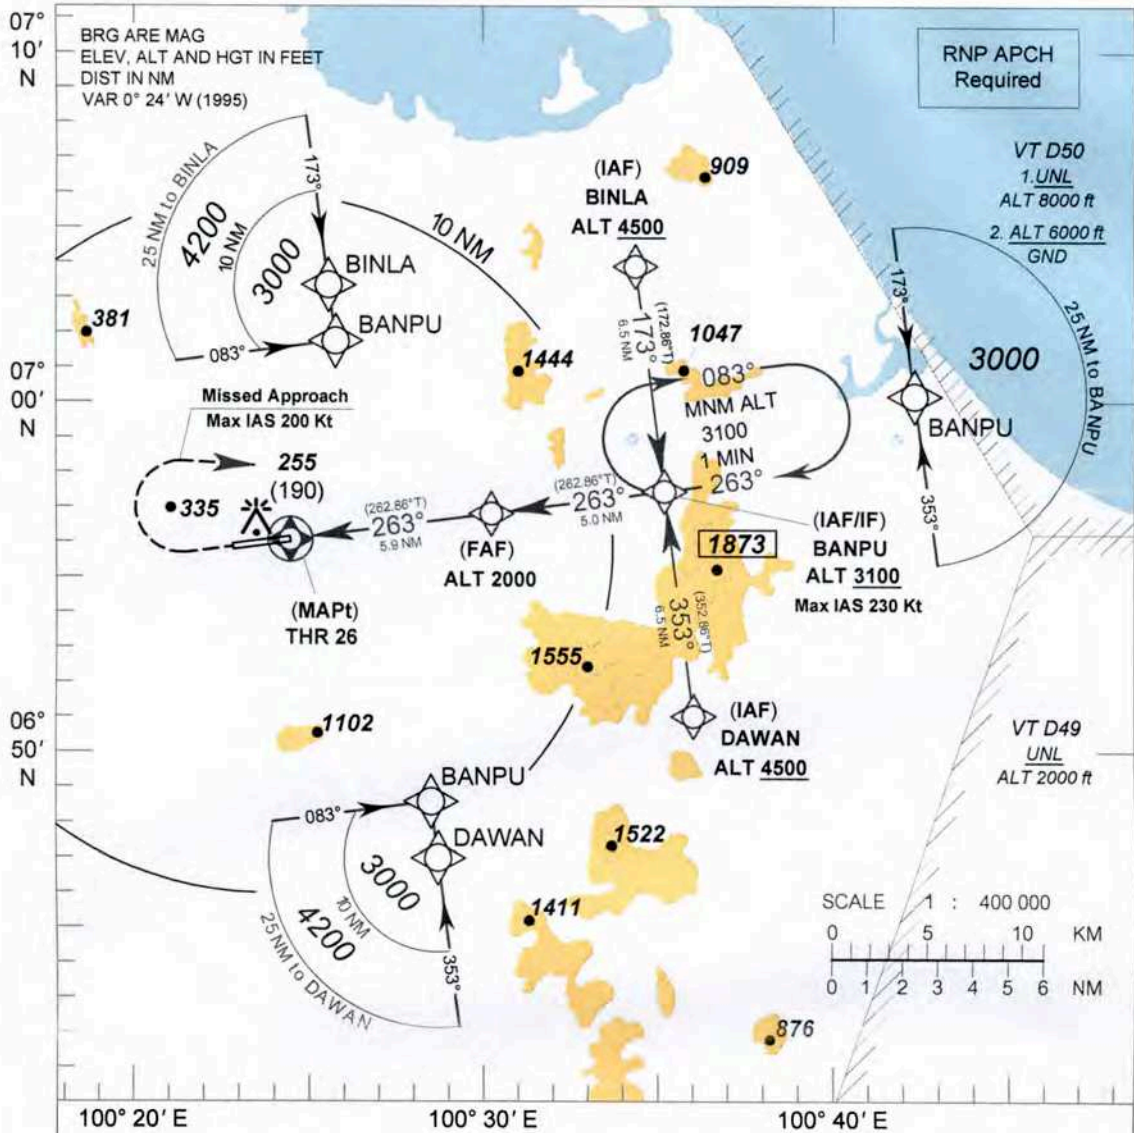 07°
10'
N
BRG ARE MAG
ELEV, ALT AND HGT IN FEET
DIST IN NM
VAR 0° 24' W (1995)
RNP APCH
Required
VT D50
1.UNL
ALT 8000 ft
2. ALT 6000 ft
GND
25 NM to BINLA
4200
10 NM
3000
173°
083°
BINLA
BANPU
10 NM
(IAF)
BINLA
ALT 4500
909
381
1444
(172.86°T)
173°
6.5 NM
1047
083°
MNM ALT
3100
1 MIN
263°
173°
3000
25 NM to BANPU
BANPU
353°
07°
00'
N
Missed Approach
Max IAS 200 Kt
255
(190)
335
(262.86°T)
263°
5.9 NM
(262.86°T)
263°
5.0 NM
(FAF)
ALT 2000
(IAF/IF)
BANPU
ALT 3100
Max IAS 230 Kt
1873
(MAPt)
THR 26
(352.86°T)
353°
6.5 NM
1555
(IAF)
DAWAN
ALT 4500
06°
50'
N
1102
VT D49
UNL
ALT 2000 ft
BANPU
083°
DAWAN
3000
10 NM
4200
25 NM to DAWAN
353°
1522
1411
876
SCALE 1 : 400 000
0 5 10 KM
0 1 2 3 4 5 6 NM
100° 20' E
100° 30' E
100° 40' E